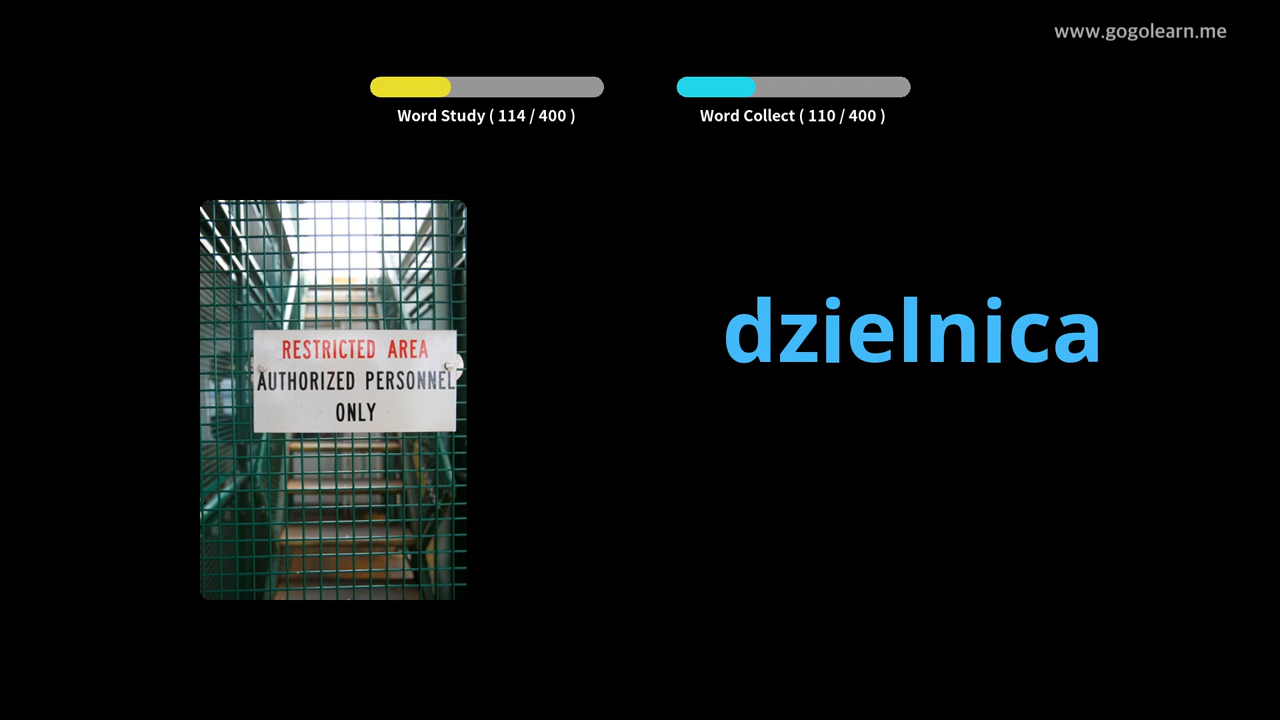 www.gogolearn.me
Word Study ( 114 / 400 )
Word Collect ( 110 / 400 )
RESTRICTED AREA
AUTHORIZED PERSONNEL
ONLY
dzielnica